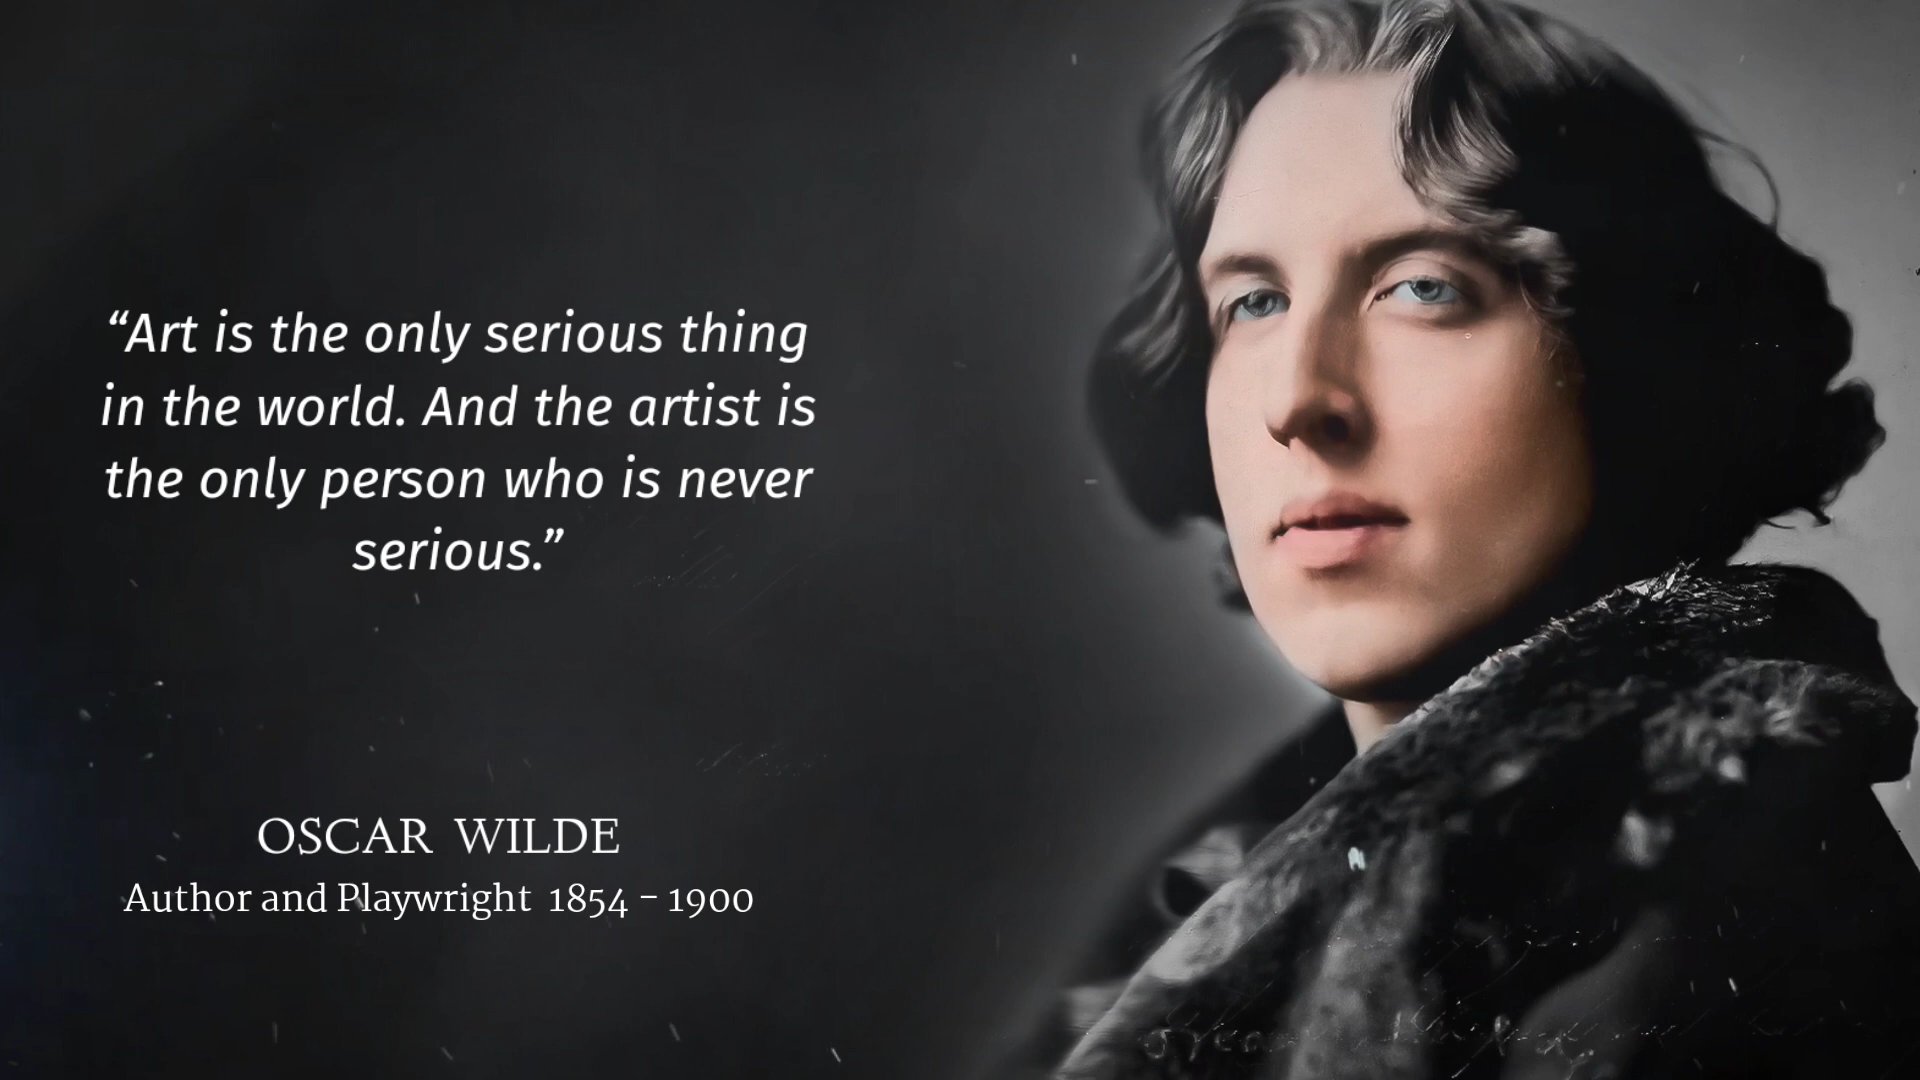 “Art is the only serious thing
in the world. And the artist is
the only person who is never
serious.”
OSCAR WILDE
Author and Playwright 1854 – 1900